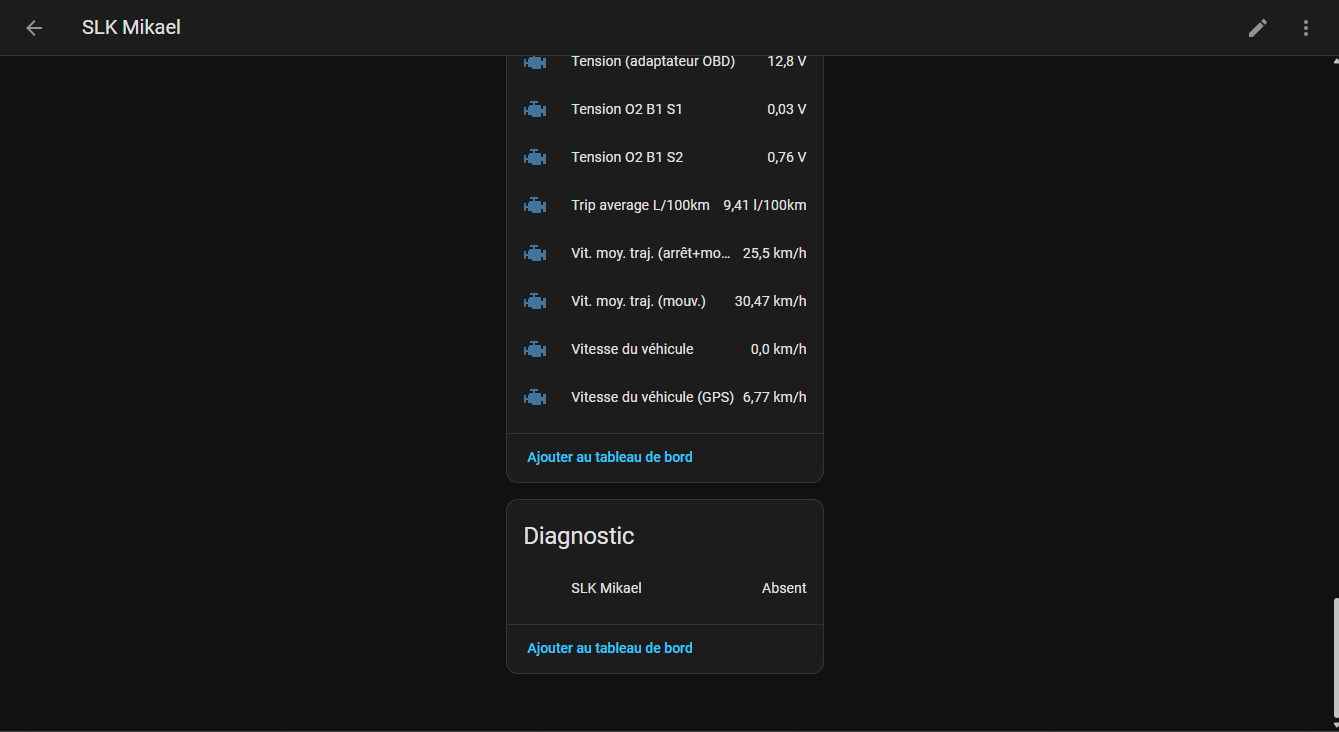 SLK Mikael
Tension (adaptateur OBD) 12,8 V
Tension O2 B1 S1 0,03 V
Tension O2 B1 S2 0,76 V
Trip average L/100km 9,41 l/100km
Vit. moy. traj. (arrêt+mo... 25,5 km/h
Vit. moy. traj. (mouv.) 30,47 km/h
Vitesse du véhicule 0,0 km/h
Vitesse du véhicule (GPS) 6,77 km/h
Ajouter au tableau de bord
Diagnostic
SLK Mikael Absent
Ajouter au tableau de bord